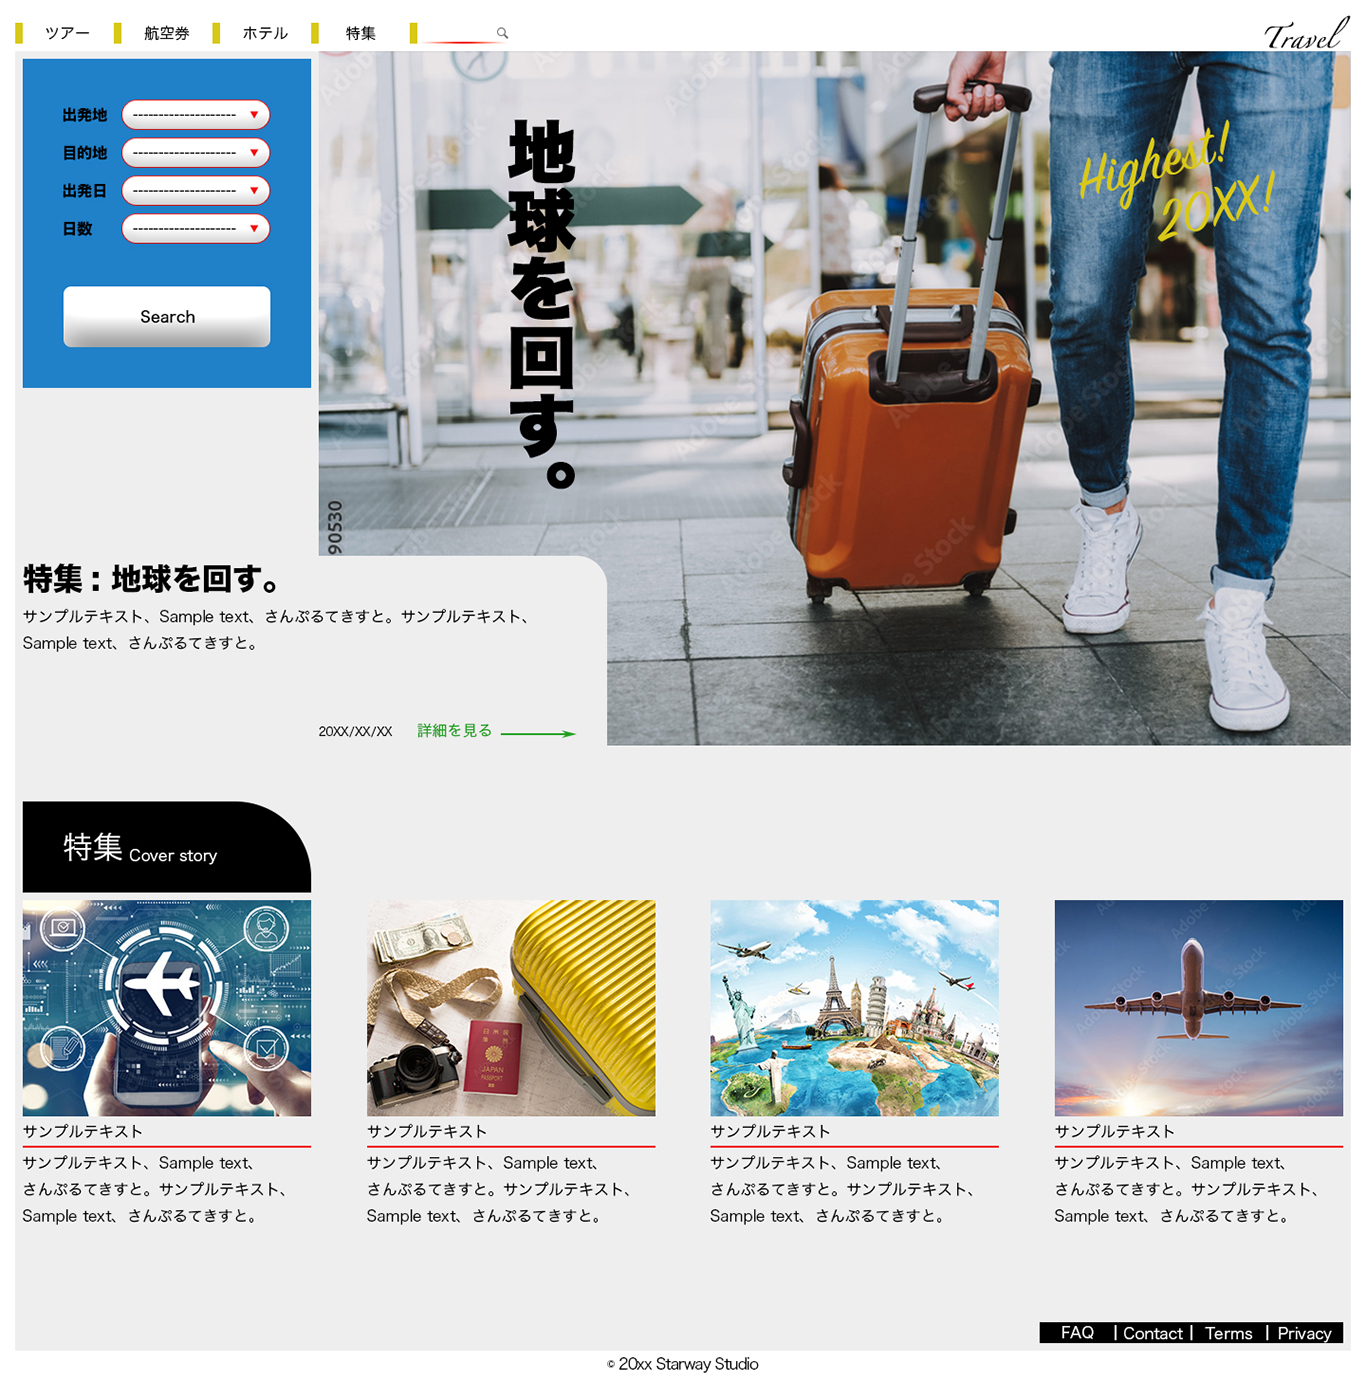 ツアー
航空券
ホテル
特集
Travel
出発地 ---------------------
目的地 ---------------------
出発日 ---------------------
日数 ---------------------
Search
地球を回す。
Highest!
20XX!
90530
特集：地球を回す。
サンプルテキスト、Sample text、さんぷるてきすと。サンプルテキスト、
Sample text、さんぷるてきすと。
20XX/XX/XX
詳細を見る
特集 Cover story
JAPAN
PASSPORT
サンプルテキスト
サンプルテキスト、Sample text、
さんぷるてきすと。サンプルテキスト、
Sample text、さんぷるてきすと。
サンプルテキスト
サンプルテキスト、Sample text、
さんぷるてきすと。サンプルテキスト、
Sample text、さんぷるてきすと。
サンプルテキスト
サンプルテキスト、Sample text、
さんぷるてきすと。サンプルテキスト、
Sample text、さんぷるてきすと。
サンプルテキスト
サンプルテキスト、Sample text、
さんぷるてきすと。サンプルテキスト、
Sample text、さんぷるてきすと。
FAQ | Contact | Terms | Privacy
© 20xx Starway Studio